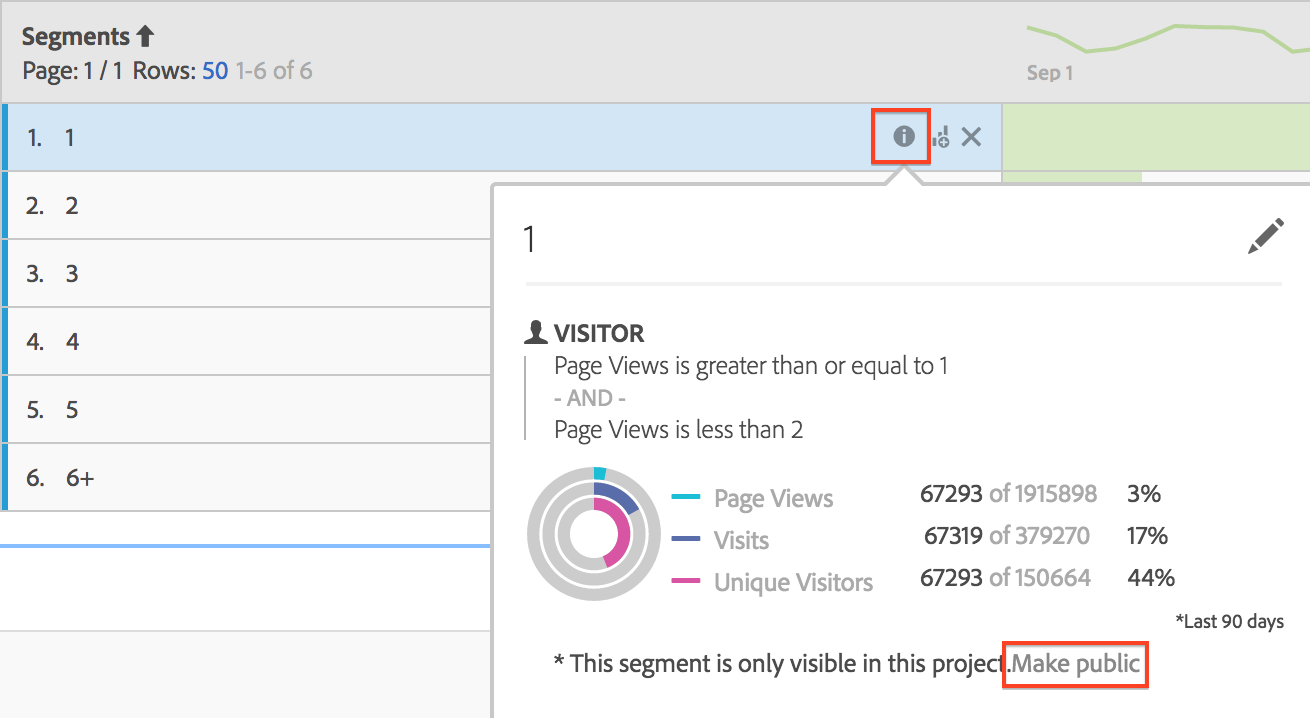 Segments
Page: 1 / 1 Rows: 50 1-6 of 6
Sep 1
1. 1
2. 2
3. 3
4. 4
5. 5
6. 6+
1
VISITOR
Page Views is greater than or equal to 1
- AND -
Page Views is less than 2
Page Views 67293 of 1915898 3%
Visits 67319 of 379270 17%
Unique Visitors 67293 of 150664 44%
*Last 90 days
* This segment is only visible in this project.Make public